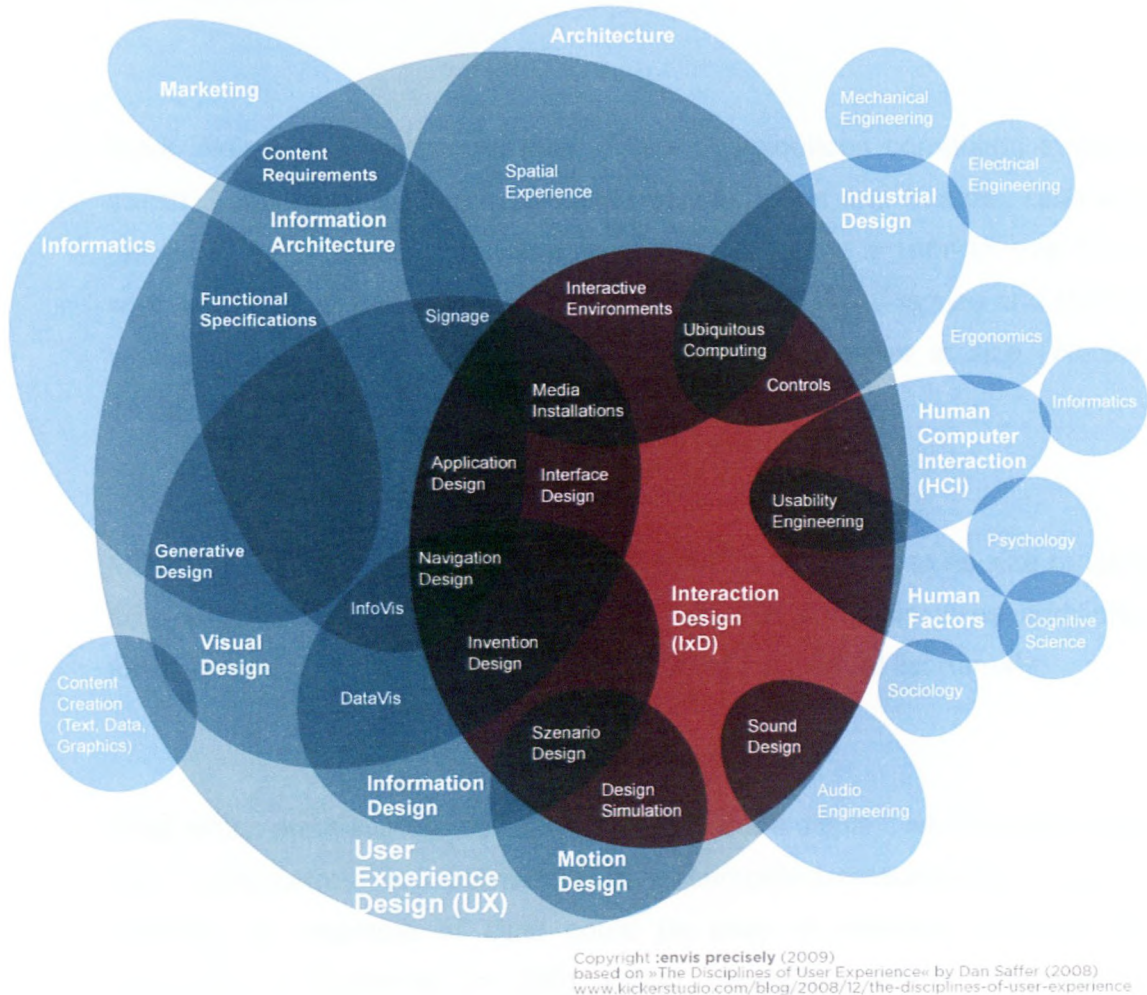 Architecture
Marketing
Mechanical
Engineering
Content
Requirements
Spatial
Experience
Electrical
Engineering
Industrial
Design
Information
Architecture
Informatics
Functional
Specifications
Signage
Interactive
Environments
Ubiquitous
Computing
Ergonomics
Controls
Media
Installations
Informatics
Human
Computer
Interaction
(HCI)
Application
Design
Interface
Design
Usability
Engineering
Psychology
Generative
Design
Navigation
Design
InfoVis
Interaction
Design
(IxD)
Human
Factors
Cognitive
Science
Visual
Design
Invention
Design
Content
Creation
(Text, Data,
Graphics)
DataVis
Sociology
Szenario
Design
Sound
Design
Information
Design
Design
Simulation
Audio
Engineering
User
Experience
Design (UX)
Motion
Design
Copyright :envis precisely (2009)
based on »The Disciplines of User Experience« by Dan Saffer (2008)
www.kickerstudio.com/blog/2008/12/the-disciplines-of-user-experience